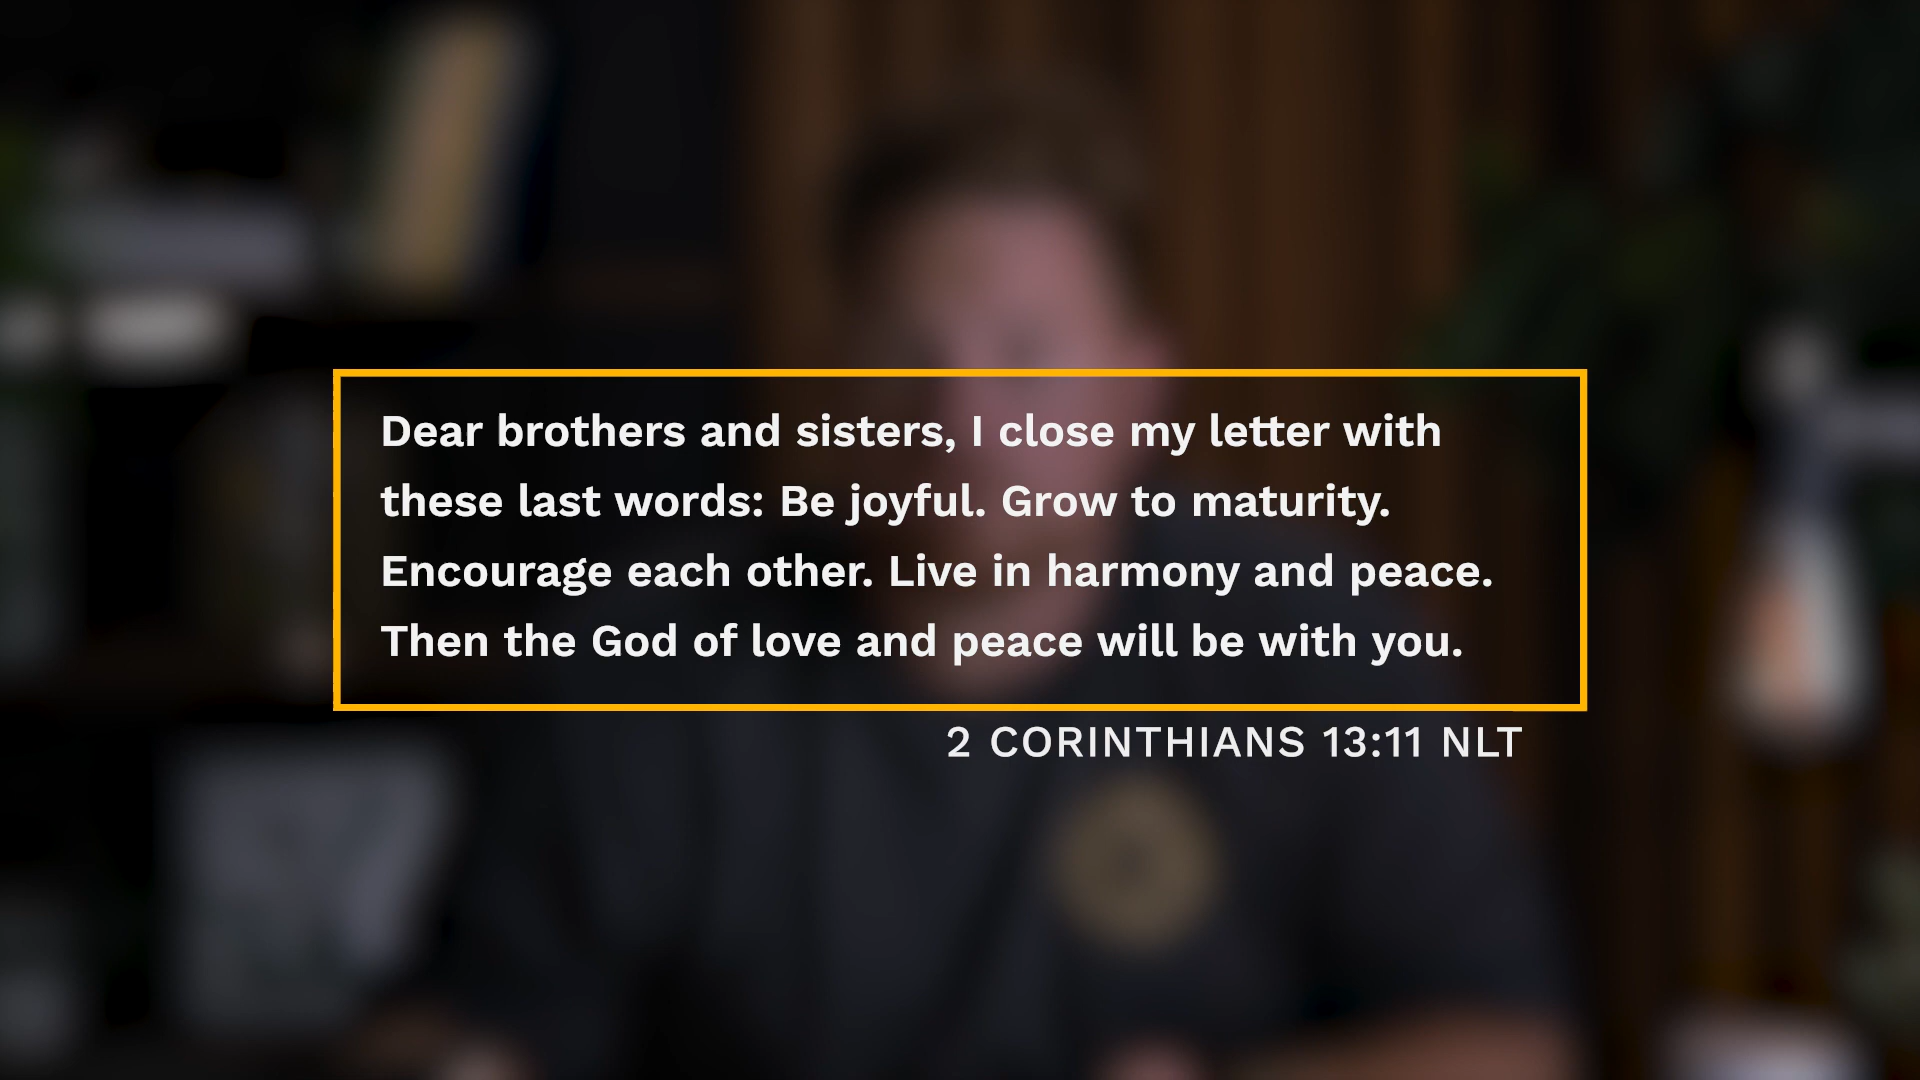 Dear brothers and sisters, I close my letter with
these last words: Be joyful. Grow to maturity.
Encourage each other. Live in harmony and peace.
Then the God of love and peace will be with you.
2 CORINTHIANS 13:11 NLT